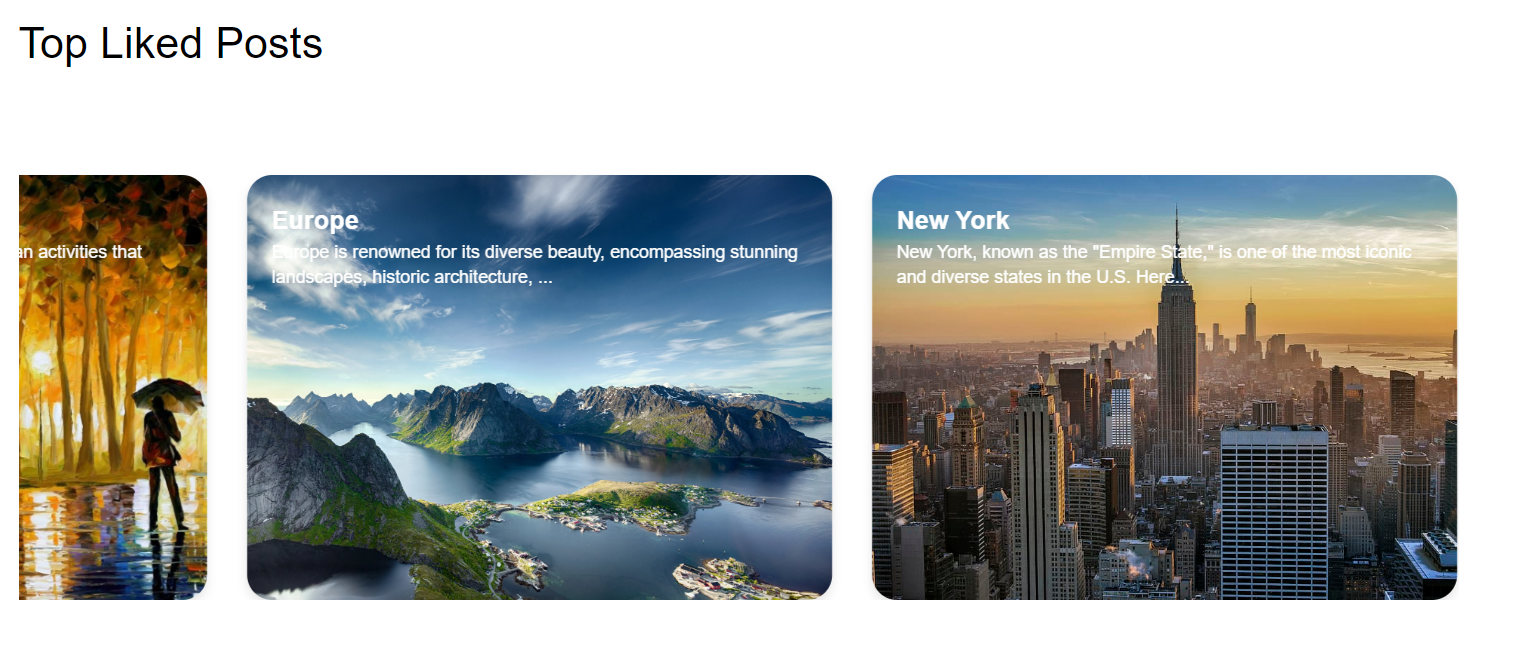 Top Liked Posts
an activities that
Europe
Europe is renowned for its diverse beauty, encompassing stunning
landscapes, historic architecture, ...
New York
New York, known as the "Empire State," is one of the most iconic
and diverse states in the U.S. Here...